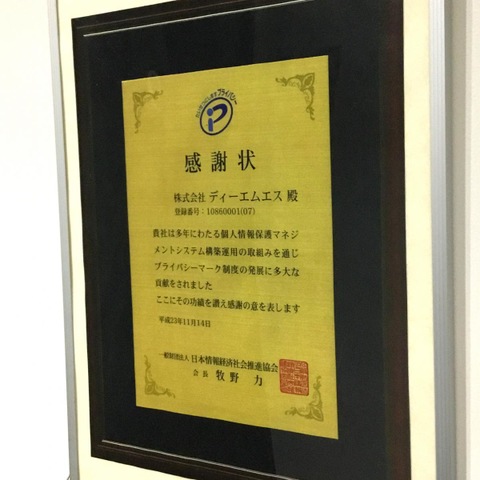 感謝状
株式会社 ディーエムエス 殿
登録番号：10860001(07)
貴社は多年にわたる個人情報保護マネジ
メントシステム構築運用の取組みを通じ
プライバシーマーク制度の発展に多大な
貢献をされました
ここにその功績を讃え感謝の意を表します
平成23年11月14日
一般財団法人 日本情報経済社会推進協会
会長 牧野 力